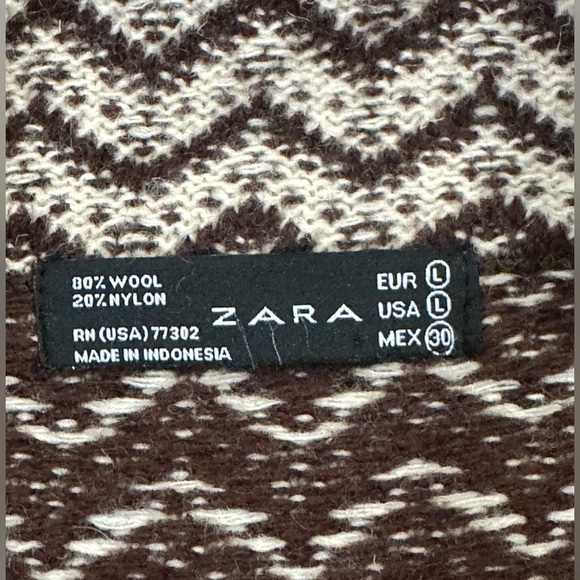 80% WOOL
20% NYLON
RN (USA) 77302
MADE IN INDONESIA
ZARA
EUR L
USA L
MEX 30